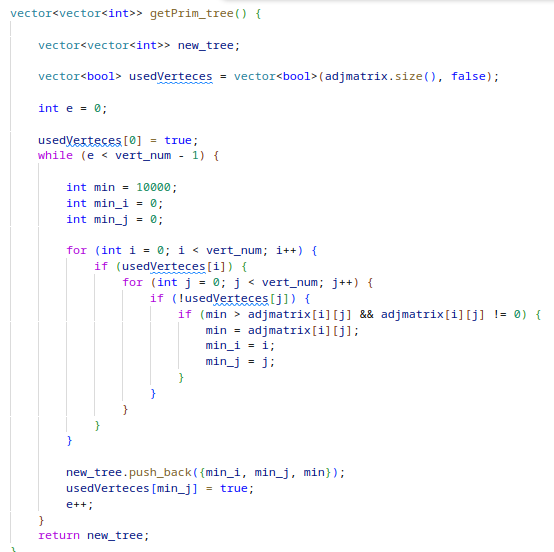 vector<vector<int>> getPrim_tree() {
vector<vector<int>> new_tree;
vector<bool> usedVerteces = vector<bool>(adjmatrix.size(), false);
int e = 0;
usedVerteces[0] = true;
while (e < vert_num - 1) {
int min = 10000;
int min_i = 0;
int min_j = 0;
for (int i = 0; i < vert_num; i++) {
if (usedVerteces[i]) {
for (int j = 0; j < vert_num; j++) {
if (!usedVerteces[j]) {
if (min > adjmatrix[i][j] && adjmatrix[i][j] != 0) {
min = adjmatrix[i][j];
min_i = i;
min_j = j;
}
}
}
}
}
new_tree.push_back({min_i, min_j, min});
usedVerteces[min_j] = true;
e++;
}
return new_tree;
}